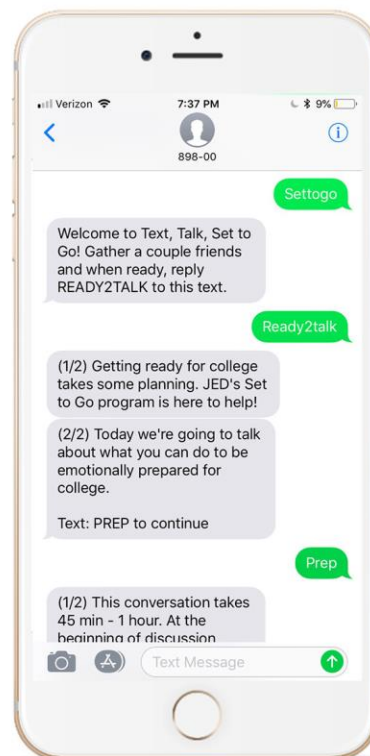 Verizon 7:37 PM 9%
898-00
Settogo
Welcome to Text, Talk, Set to
Go! Gather a couple friends
and when ready, reply
READY2TALK to this text.
Ready2talk
(1/2) Getting ready for college
takes some planning. JED's Set
to Go program is here to help!
(2/2) Today we're going to talk
about what you can do to be
emotionally prepared for
college.
Text: PREP to continue
Prep
(1/2) This conversation takes
45 min - 1 hour. At the
beginning of discussion
Text Message